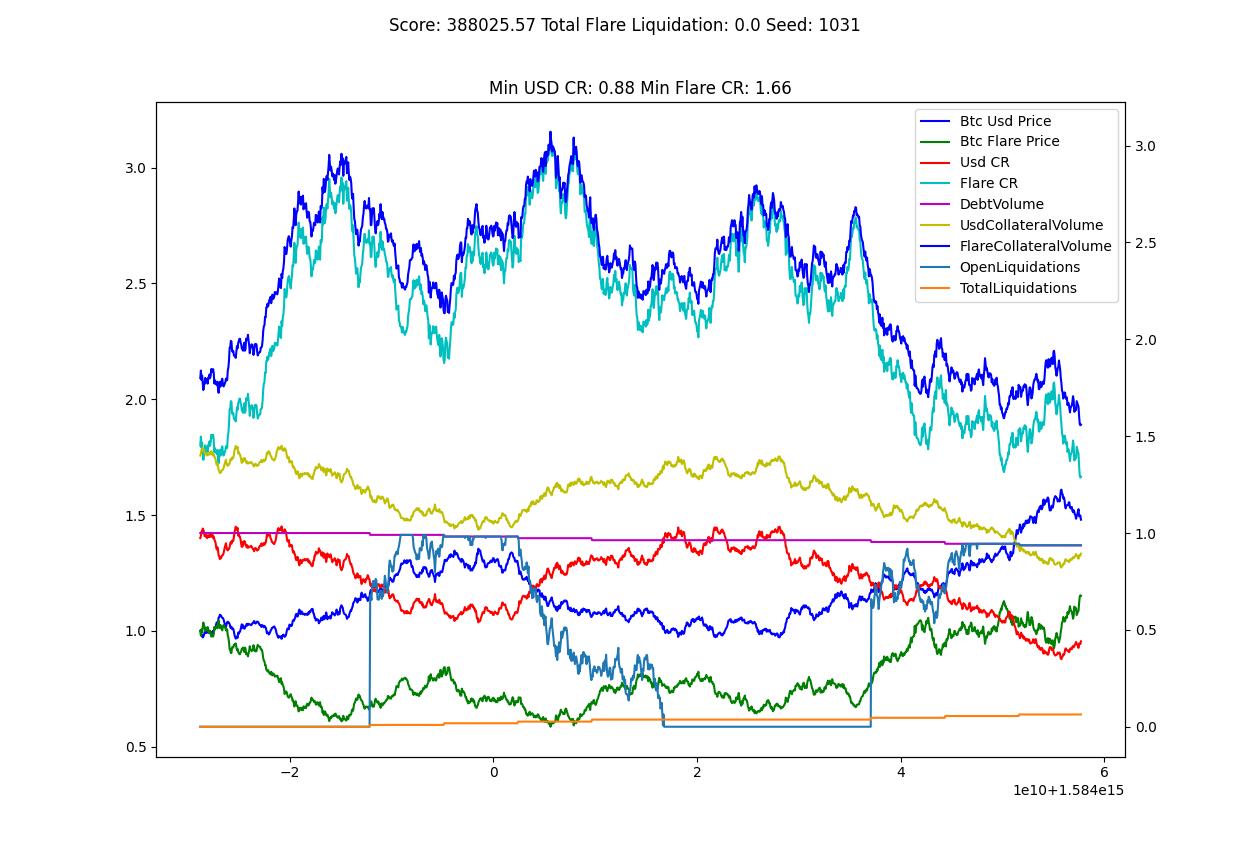 Score: 388025.57 Total Flare Liquidation: 0.0 Seed: 1031
Min USD CR: 0.88 Min Flare CR: 1.66
Btc Usd Price
Btc Flare Price
Usd CR
Flare CR
DebtVolume
UsdCollateralVolume
FlareCollateralVolume
OpenLiquidations
TotalLiquidations
3.0
2.5
2.0
1.5
1.0
0.5
3.0
2.5
2.0
1.5
1.0
0.5
0.0
−2 0 2 4 6
1e10+1.584e15